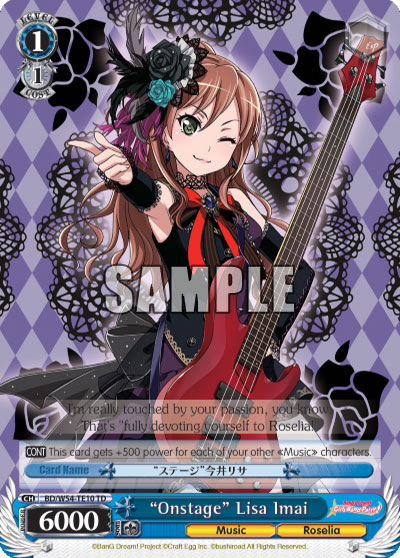 LEVEL
1
1
COST
ESP
SAMPLE
I'm really touched by your passion, you know.
That's "fully devoting yourself to Roselia!"
CONT This card gets +500 power for each of your other «Music» characters.
Card Name
"ステージ"今井リサ
CH BD/W54-TE10 TD
6000
"Onstage" Lisa Imai
Music
Roselia
©BanG Dream! Project ©Craft Egg Inc. ©bushiroad All Rights Reserved.